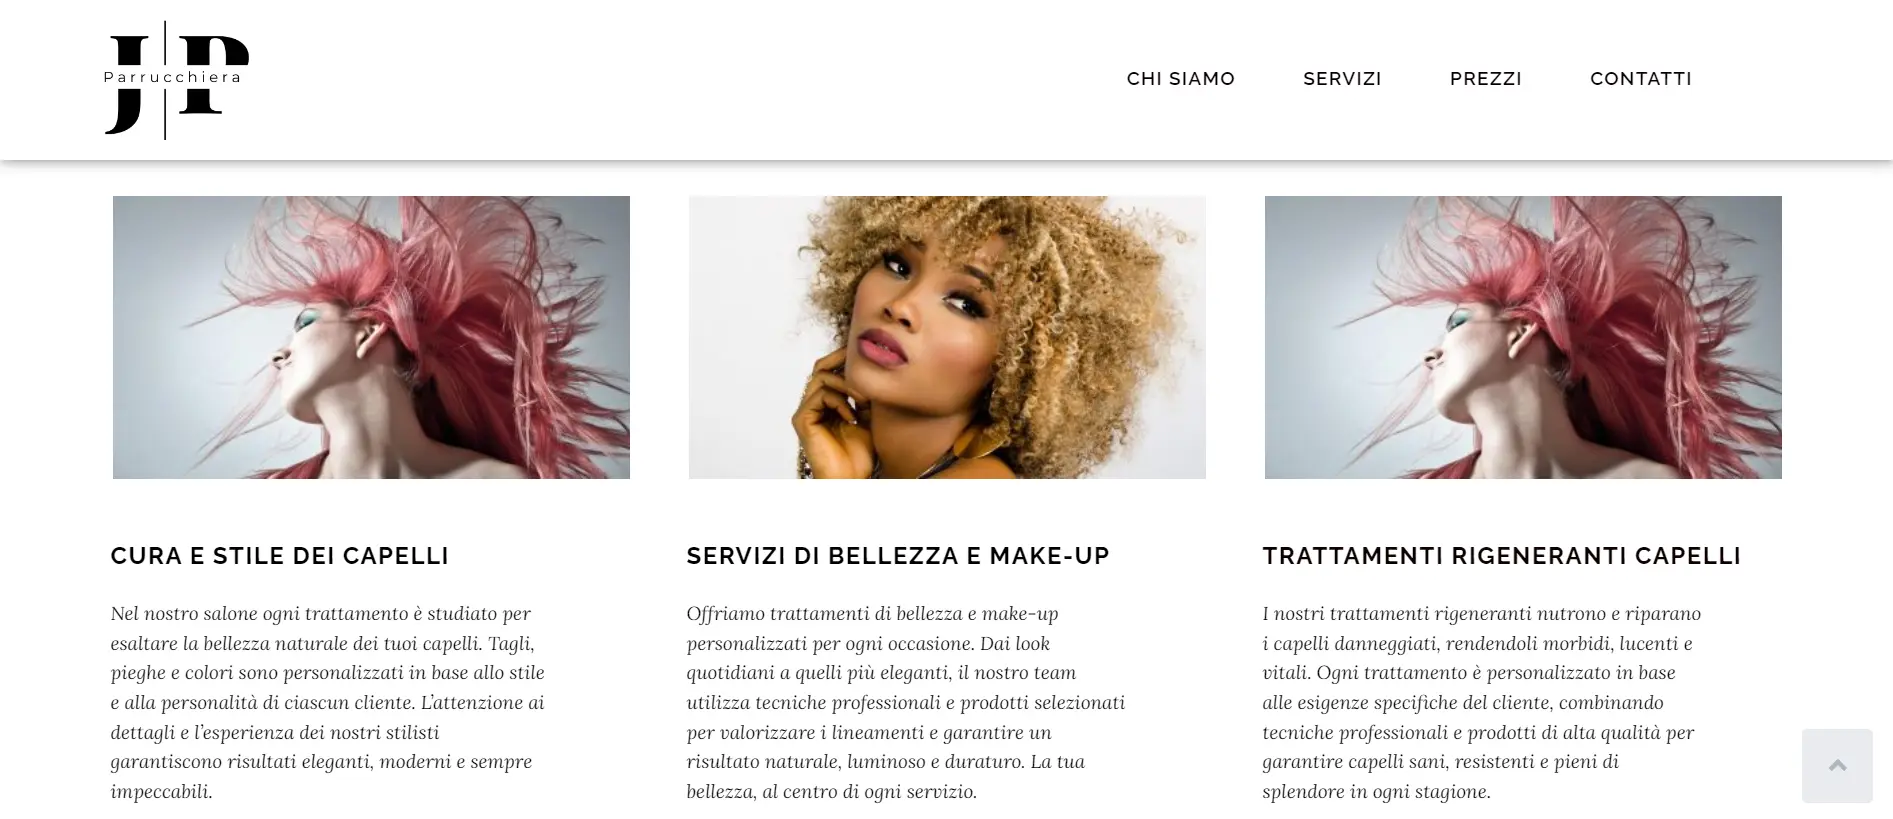 JP
Parrucchiera
CHI SIAMO
SERVIZI
PREZZI
CONTATTI
CURA E STILE DEI CAPELLI
Nel nostro salone ogni trattamento è studiato per
esaltare la bellezza naturale dei tuoi capelli. Tagli,
pieghe e colori sono personalizzati in base allo stile
e alla personalità di ciascun cliente. L’attenzione ai
dettagli e l’esperienza dei nostri stilisti
garantiscono risultati eleganti, moderni e sempre
impeccabili.
SERVIZI DI BELLEZZA E MAKE-UP
Offriamo trattamenti di bellezza e make-up
personalizzati per ogni occasione. Dai look
quotidiani a quelli più eleganti, il nostro team
utilizza tecniche professionali e prodotti selezionati
per valorizzare i lineamenti e garantire un
risultato naturale, luminoso e duraturo. La tua
bellezza, al centro di ogni servizio.
TRATTAMENTI RIGENERANTI CAPELLI
I nostri trattamenti rigeneranti nutrono e riparano
i capelli danneggiati, rendendoli morbidi, lucenti e
vitali. Ogni trattamento è personalizzato in base
alle esigenze specifiche del cliente, combinando
tecniche professionali e prodotti di alta qualità per
garantire capelli sani, resistenti e pieni di
splendore in ogni stagione.